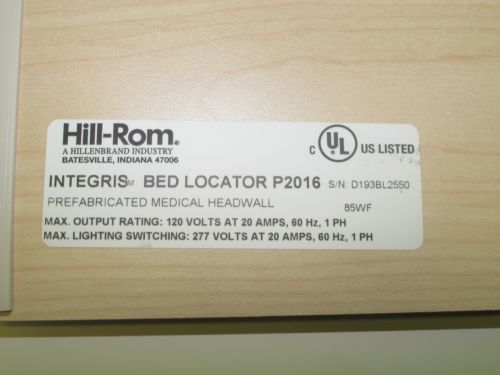 Hill-Rom®
A HILLENBRAND INDUSTRY
BATESVILLE, INDIANA 47006
C UL ® US LISTED
INTEGRIS™ BED LOCATOR P2016 S/N: D193BL2550
PREFABRICATED MEDICAL HEADWALL 85WF
MAX. OUTPUT RATING: 120 VOLTS AT 20 AMPS, 60 Hz, 1 PH
MAX. LIGHTING SWITCHING: 277 VOLTS AT 20 AMPS, 60 Hz, 1 PH